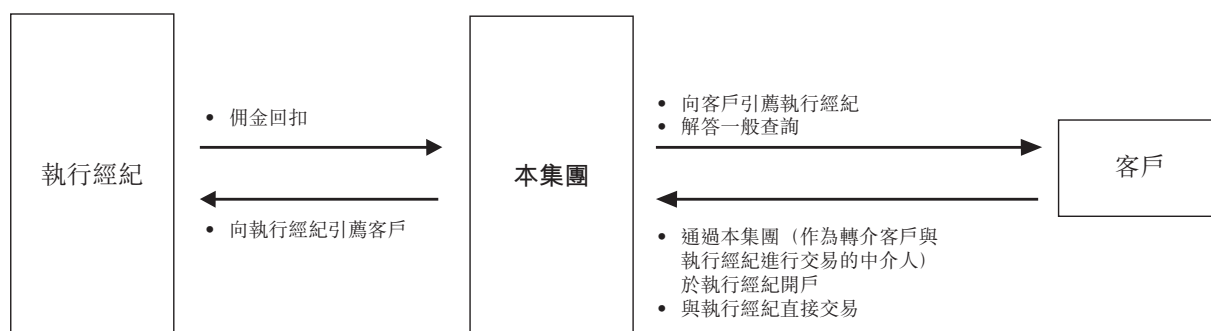 執行經紀
• 佣金回扣
• 向執行經紀引薦客戶
本集團
• 向客戶引薦執行經紀
• 解答一般查詢
• 通過本集團（作為轉介客戶與
執行經紀進行交易的中介人）
於執行經紀開戶
• 與執行經紀直接交易
客戶